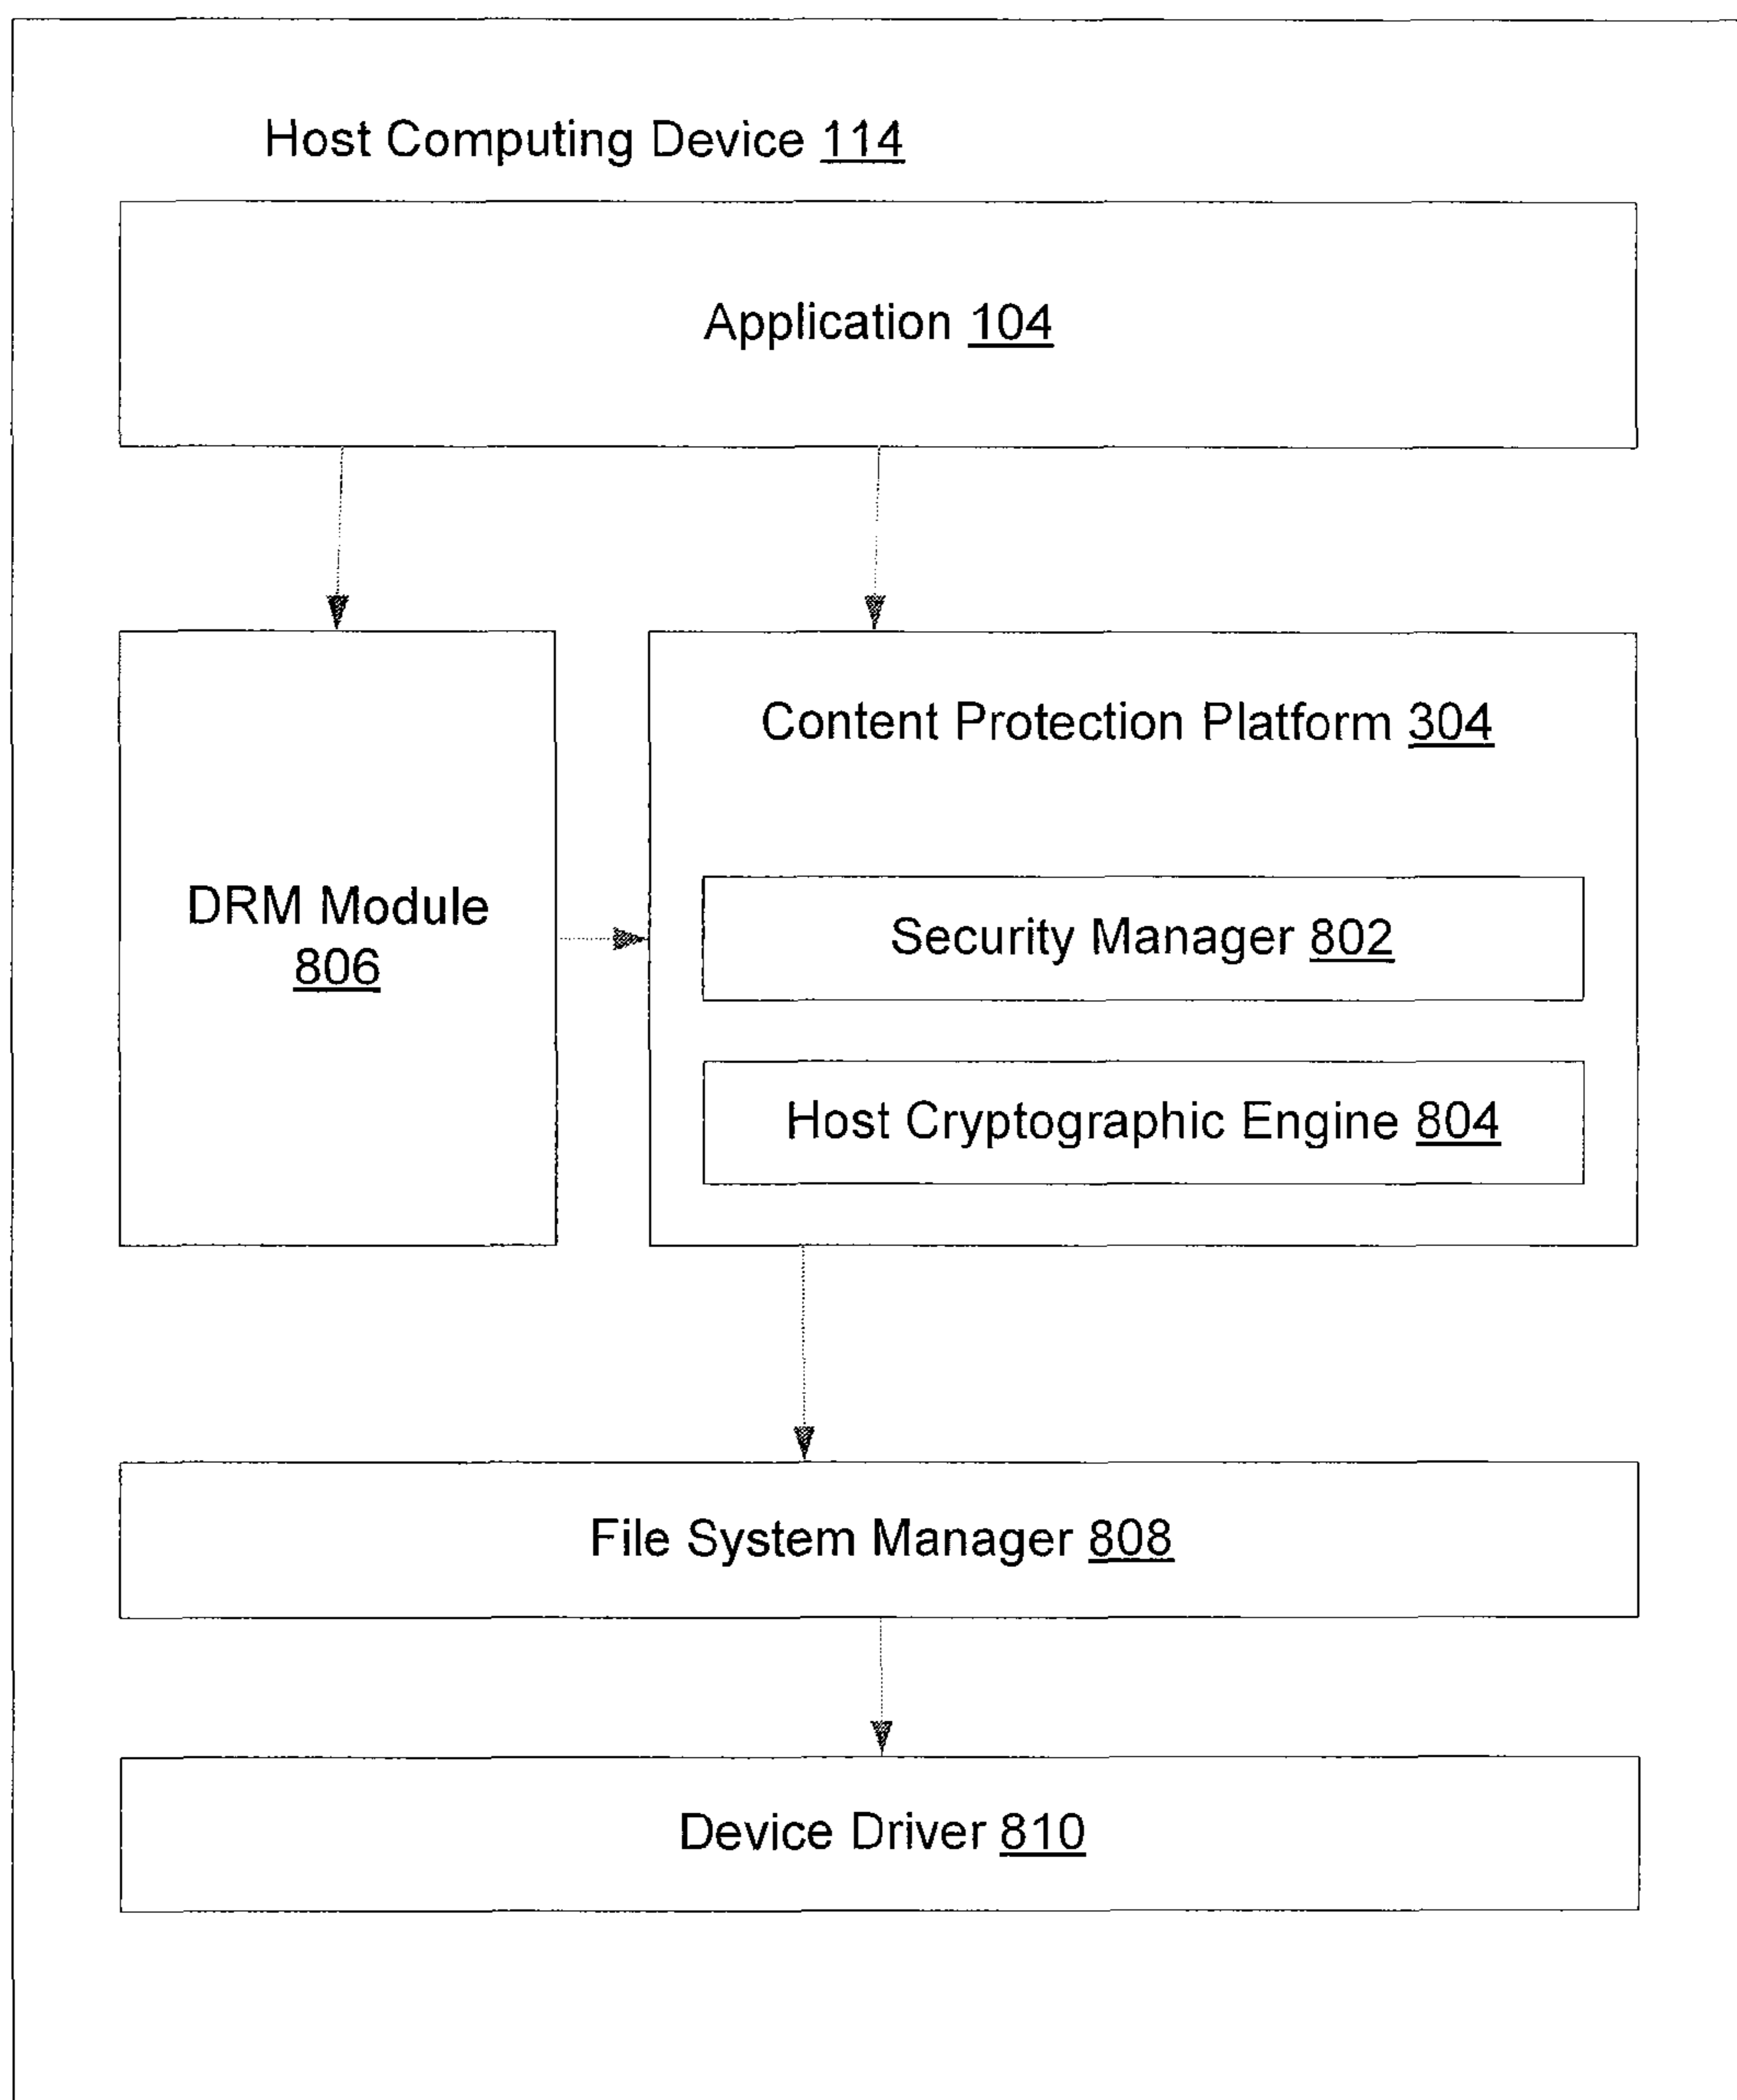 Host Computing Device 114
Application 104
DRM Module
806
Content Protection Platform 304
Security Manager 802
Host Cryptographic Engine 804
File System Manager 808
Device Driver 810